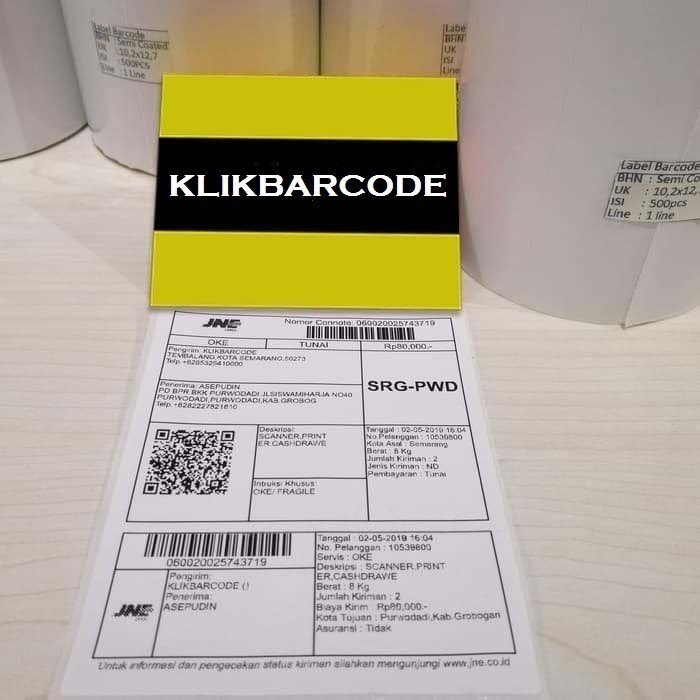 Label Barcode
BHN : Semi Coated
UK : 10,2x12,7
ISI : 500PCS
Line : 1 Line
Label
BHN
UK
ISI
Line
Label Barcode
BHN : Semi Co
UK : 10,2x12,
ISI : 500pcs
Line : 1 line
KLIKBARCODE
JNE
Nomor Connote: 060020025743719
OKE
TUNAI
Rp80,000,-
Pengirim: KLIKBARCODE
TEMBALANG,KOTA SEMARANG,50273
Telp.+6285325410000
SRG-PWD
Penerima: ASEPUDIN
PD BPR BKK PURWODADI JLSISWAMIHARJA NO40
PURWODADI,PURWODADI,KAB.GROBOG
Telp.+6282227821810
Deskripsi:
SCANNER,PRINT
ER,CASHDRAWE
Intruksi Khusus:
OKE/ FRAGILE
Tanggal : 02-05-2019 16:04
No.Pelanggan : 10539800
Kota Asal : Semarang
Berat : 8 Kg
Jumlah Kiriman : 2
Jenis Kiriman : ND
Pembayaran : Tunai
060020025743719
Pengirim:
KLIKBARCODE ()
Penerima:
ASEPUDIN
JNE
Tanggal : 02-05-2019 16:04
No. Pelanggan : 10539800
Servis : OKE
Deskripsi : SCANNER,PRINT
ER,CASHDRAWE
Berat : 8 Kg
Jumlah Kiriman : 2
Biaya Kirim : Rp80,000.-
Kota Tujuan : Purwodadi,Kab.Grobogan
Asuransi : Tidak
Untuk informasi dan pengecekan status kiriman silahkan mengunjungi www.jne.co.id